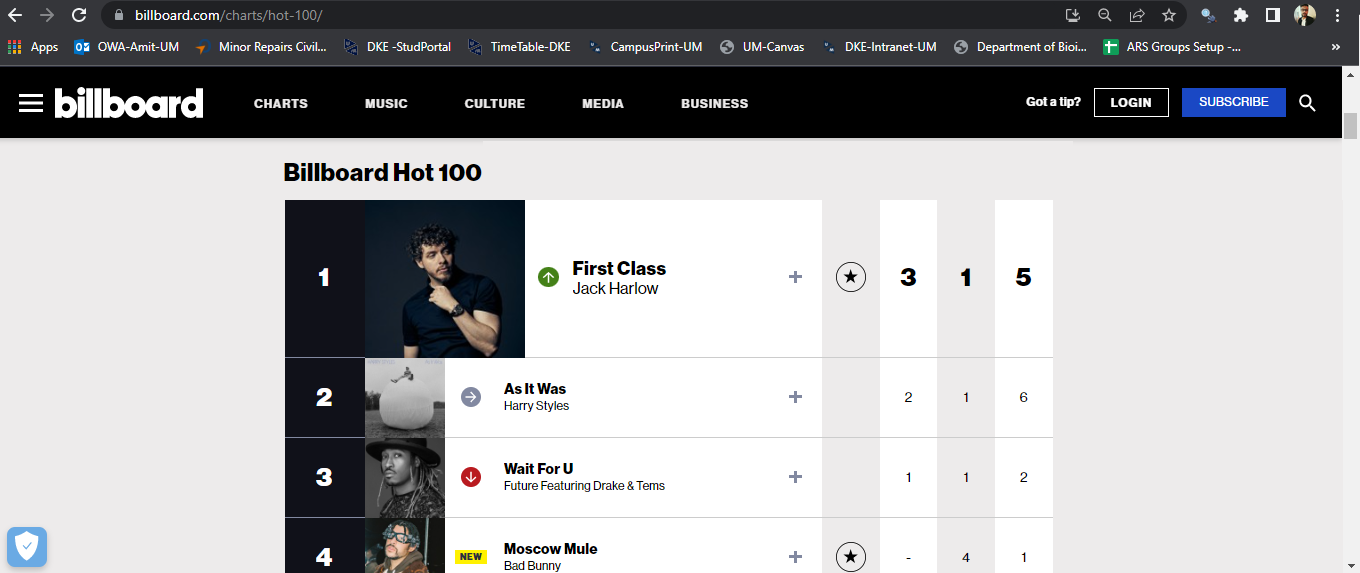 billboard.com/charts/hot-100/
Apps OWA-Amit-UM Minor Repairs Civil... DKE -StudPortal TimeTable-DKE CampusPrint-UM UM-Canvas DKE-Intranet-UM Department of Bioi... ARS Groups Setup -... »
billboard CHARTS MUSIC CULTURE MEDIA BUSINESS Got a tip? LOGIN SUBSCRIBE
Billboard Hot 100
1 First Class + 3 1 5
Jack Harlow
2 As It Was + 2 1 6
Harry Styles
3 Wait For U + 1 1 2
Future Featuring Drake & Tems
4 NEW Moscow Mule + - 4 1
Bad Bunny